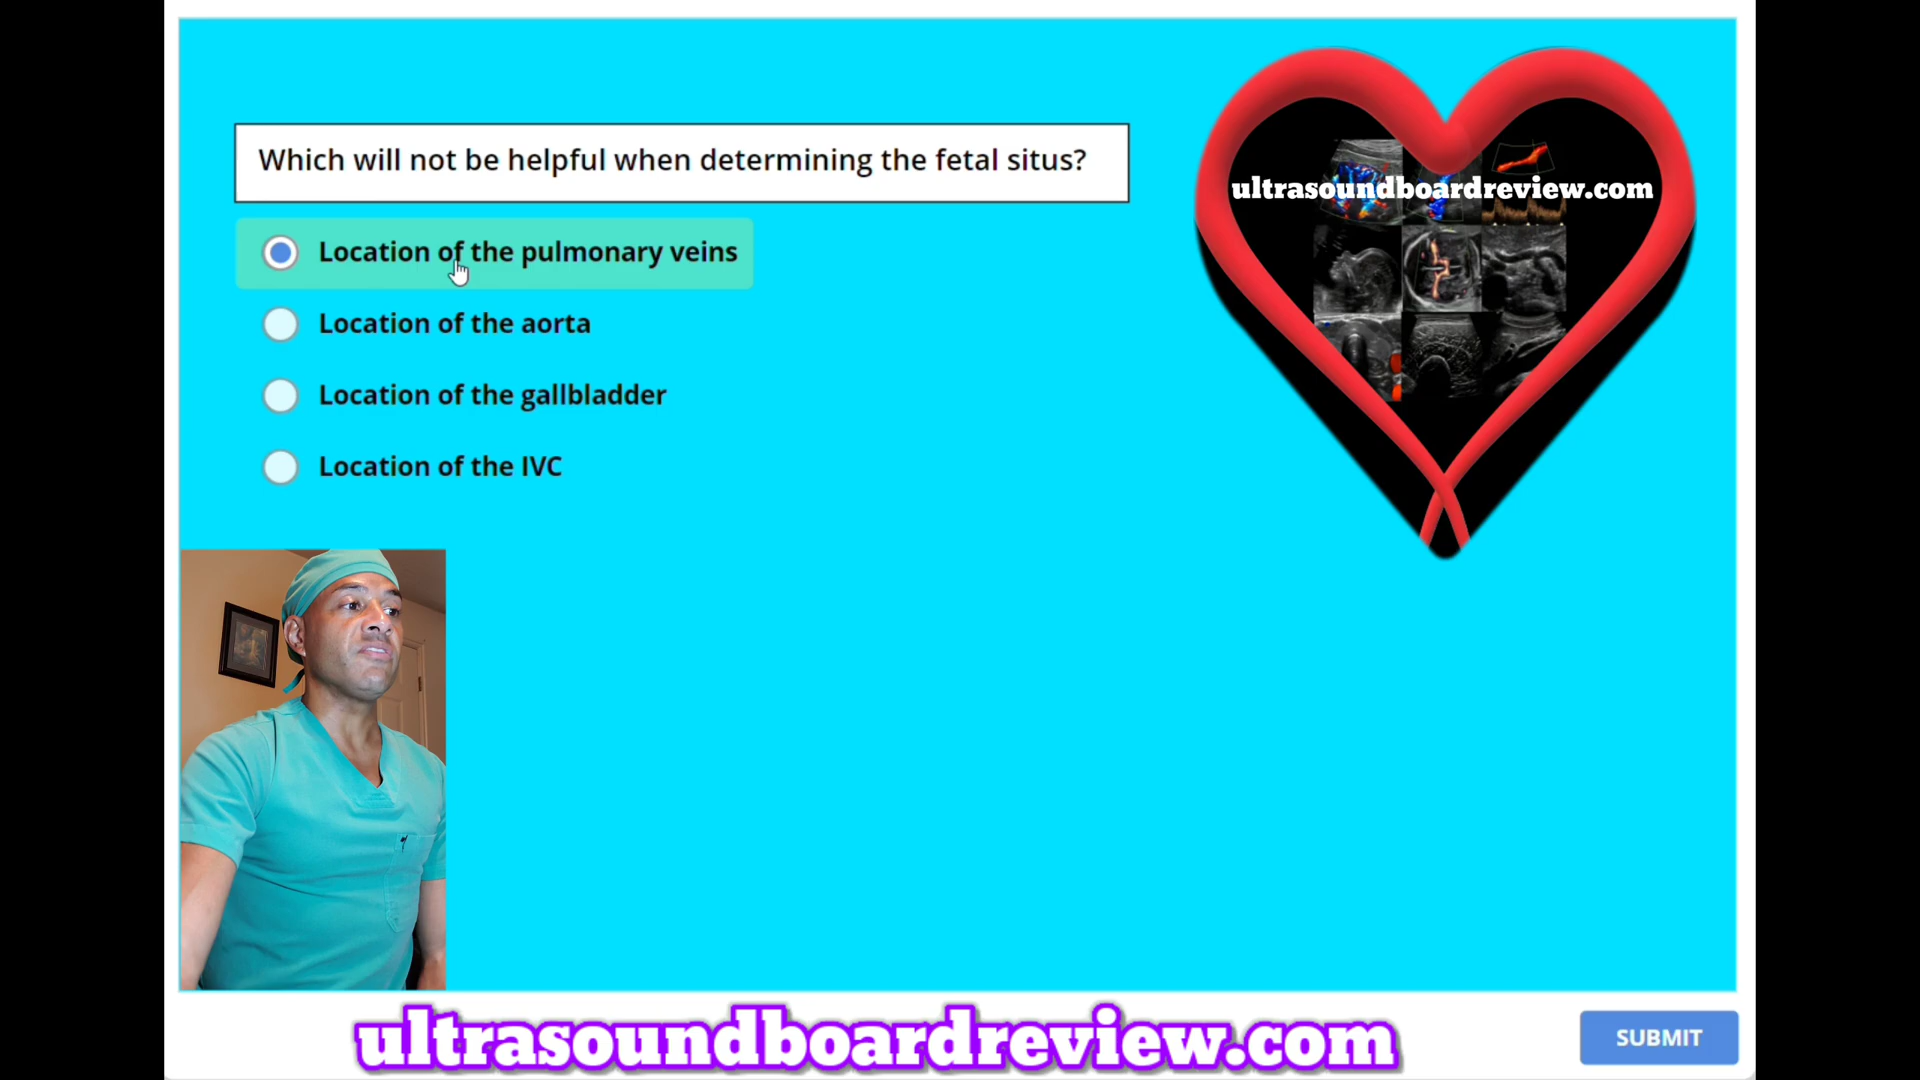 Which will not be helpful when determining the fetal situs?
Location of the pulmonary veins
Location of the aorta
Location of the gallbladder
Location of the IVC
ultrasoundboardreview.com
ultrasoundboardreview.com
SUBMIT